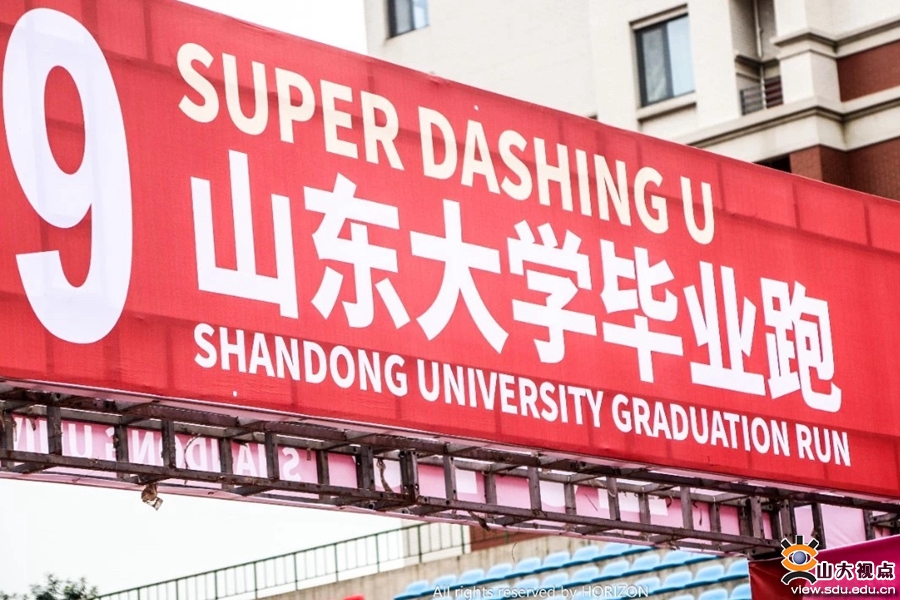 9
SUPER DASHING U
山东大学毕业跑
SHANDONG UNIVERSITY GRADUATION RUN
All rights reserved by HORIZON
山大视点
view.sdu.edu.cn